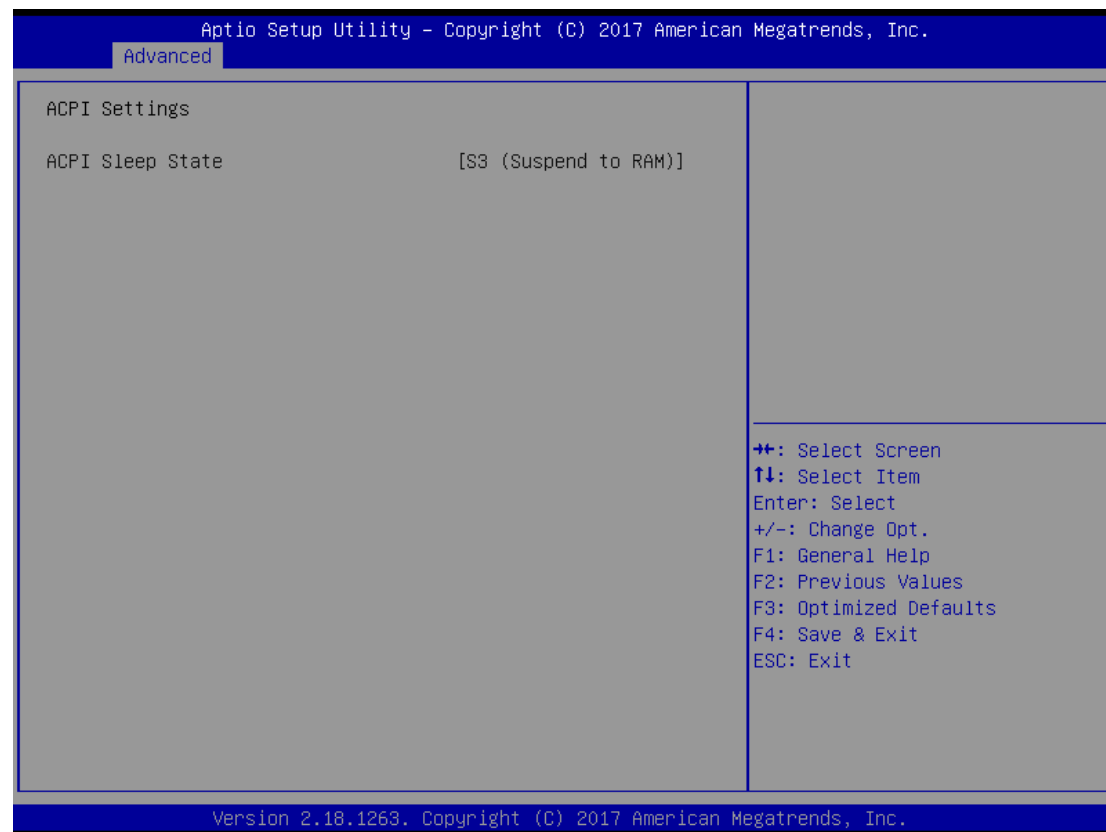 Aptio Setup Utility – Copyright (C) 2017 American Megatrends, Inc.
Advanced
ACPI Settings
ACPI Sleep State [S3 (Suspend to RAM)]
→←: Select Screen
↑↓: Select Item
Enter: Select
+/-: Change Opt.
F1: General Help
F2: Previous Values
F3: Optimized Defaults
F4: Save & Exit
ESC: Exit
Version 2.18.1263. Copyright (C) 2017 American Megatrends, Inc.